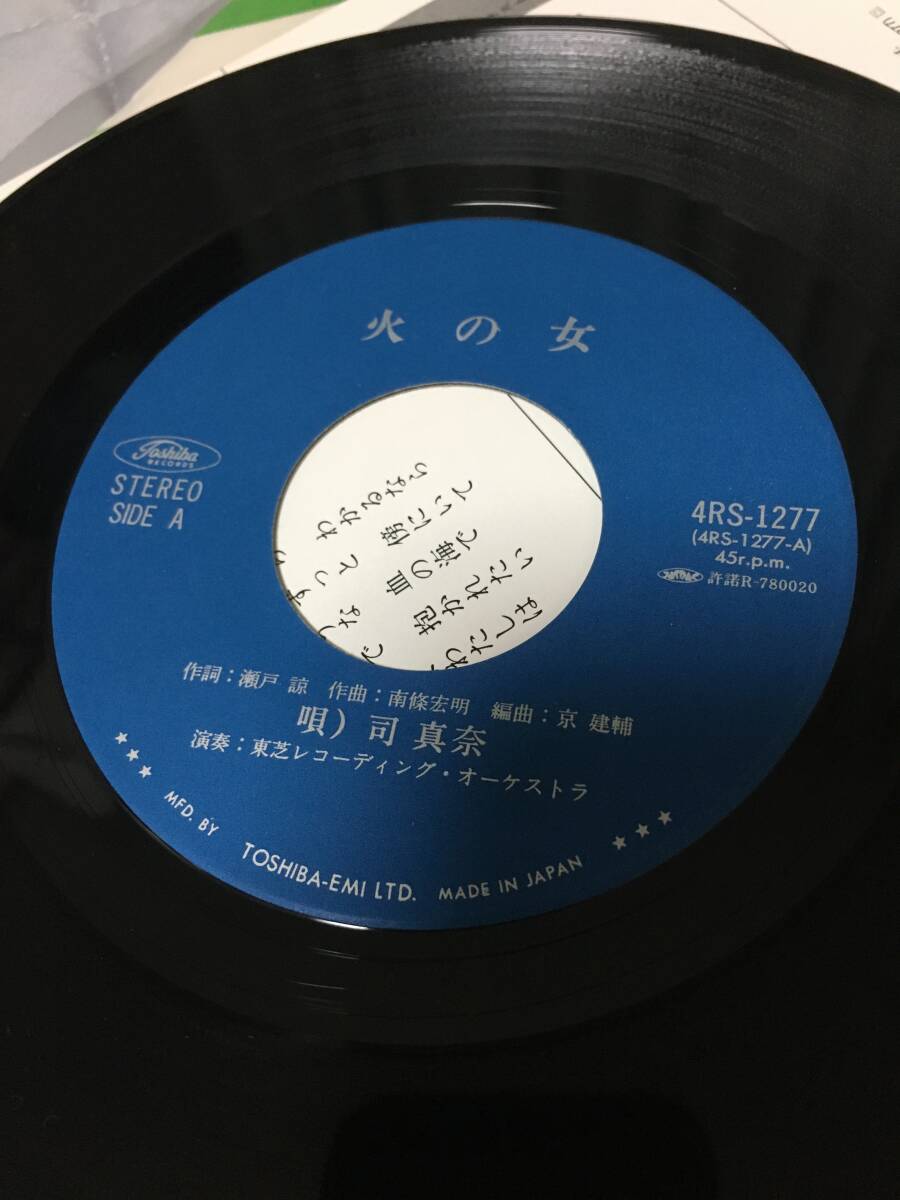 火の女
Toshiba
RECORDS
STEREO
SIDE A
4RS-1277
(4RS-1277-A)
45r.p.m.
許諾R-780020
作詞:瀬戸 諒 作曲:南條宏明 編曲:京 建輔
唄)司 真奈
演奏:東芝レコーディング・オーケストラ
★★★ MFD. BY TOSHIBA-EMI LTD. MADE IN JAPAN ★★★
抱かれ
血の海で
傍にいて